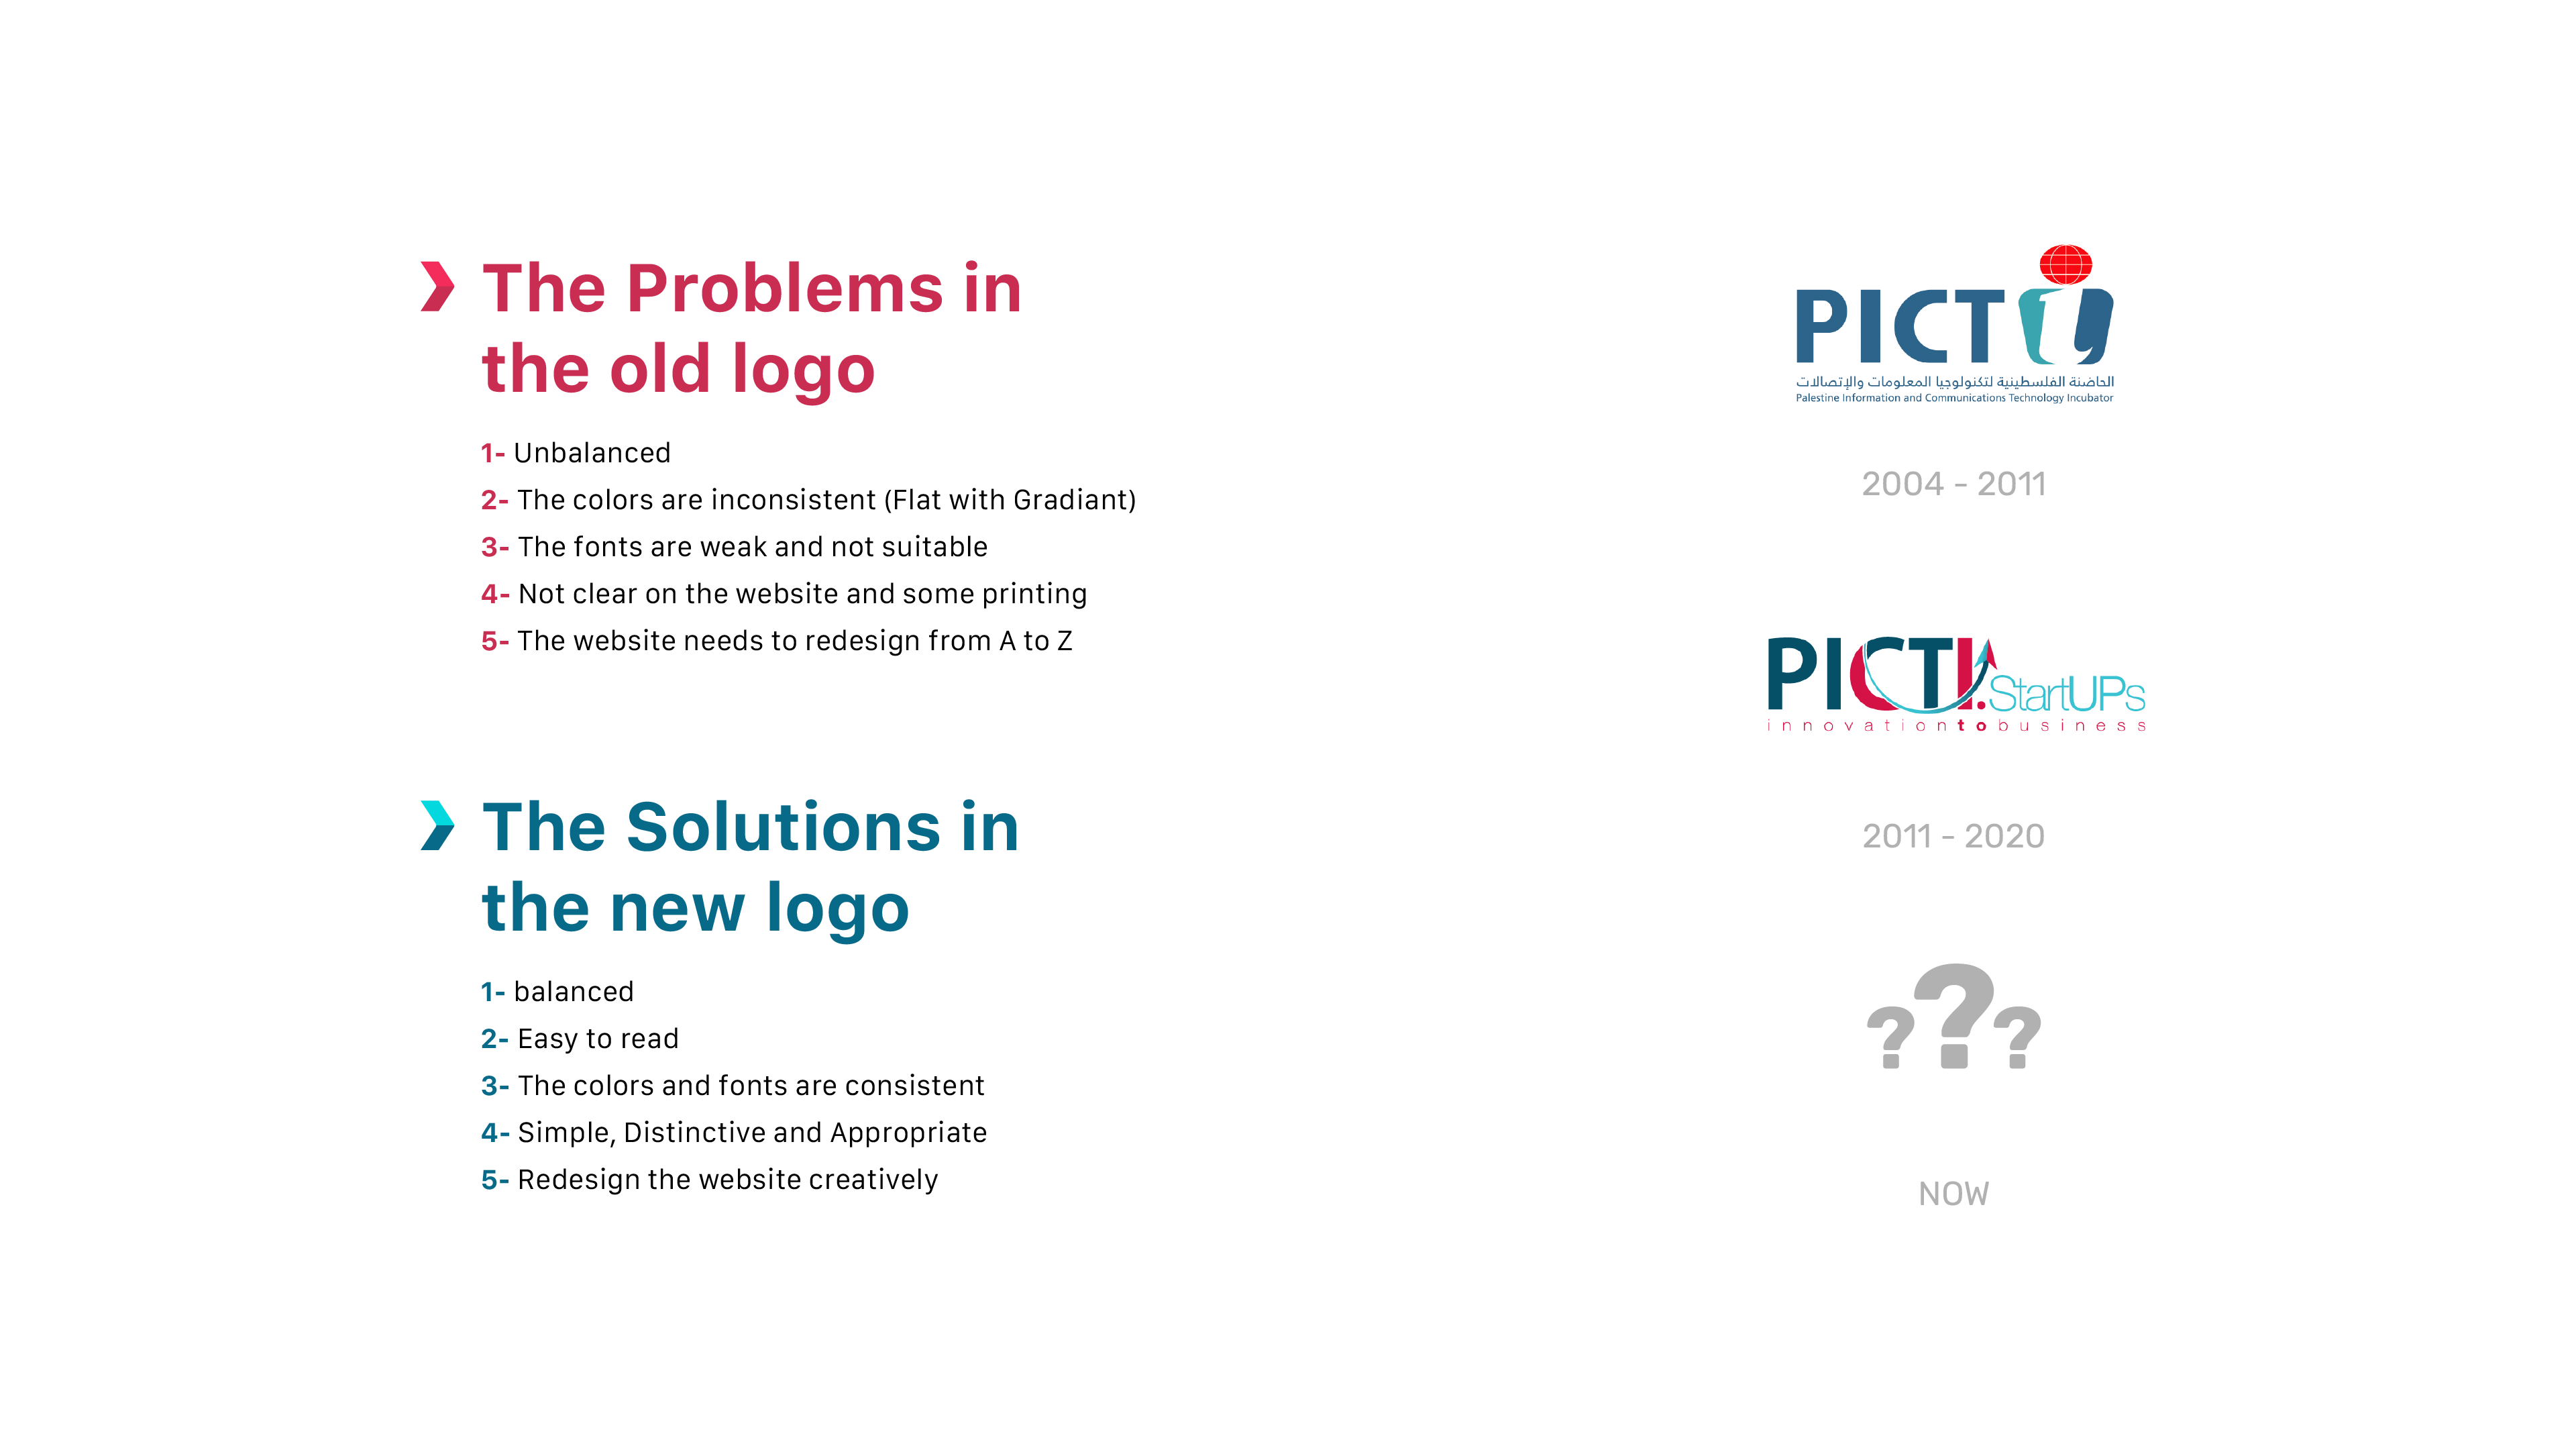 The Problems in
the old logo
1- Unbalanced
2- The colors are inconsistent (Flat with Gradiant)
3- The fonts are weak and not suitable
4- Not clear on the website and some printing
5- The website needs to redesign from A to Z
The Solutions in
the new logo
1- balanced
2- Easy to read
3- The colors and fonts are consistent
4- Simple, Distinctive and Appropriate
5- Redesign the website creatively
PICTI
الحاضنة الفلسطينية لتكنولوجيا المعلومات والإتصالات
Palestine Information and Communications Technology Incubator
2004 - 2011
PICTI.StartUPs
innovationtobusiness
2011 - 2020
???
NOW